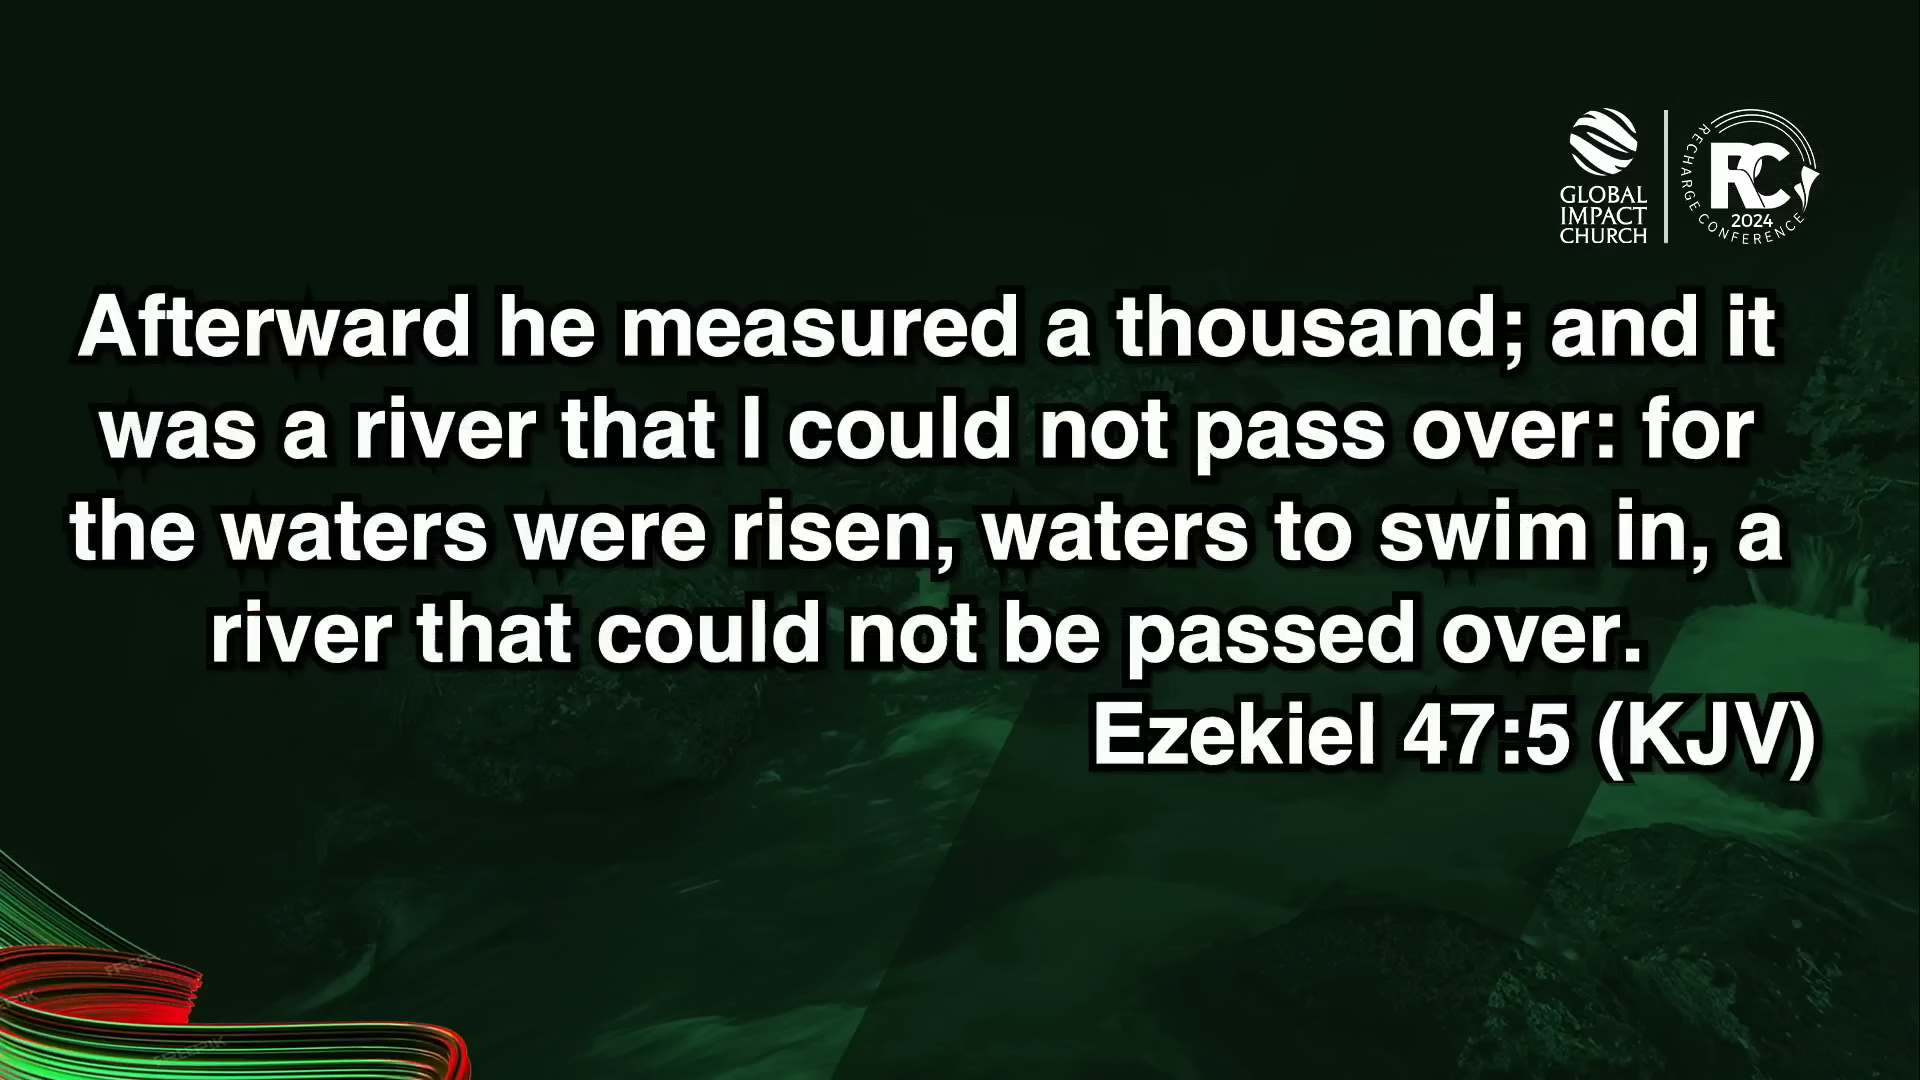 GLOBAL
IMPACT
CHURCH
RECHARGE CONFERENCE
RC
2024
Afterward he measured a thousand; and it
was a river that I could not pass over: for
the waters were risen, waters to swim in, a
river that could not be passed over.
Ezekiel 47:5 (KJV)
FREEPIK